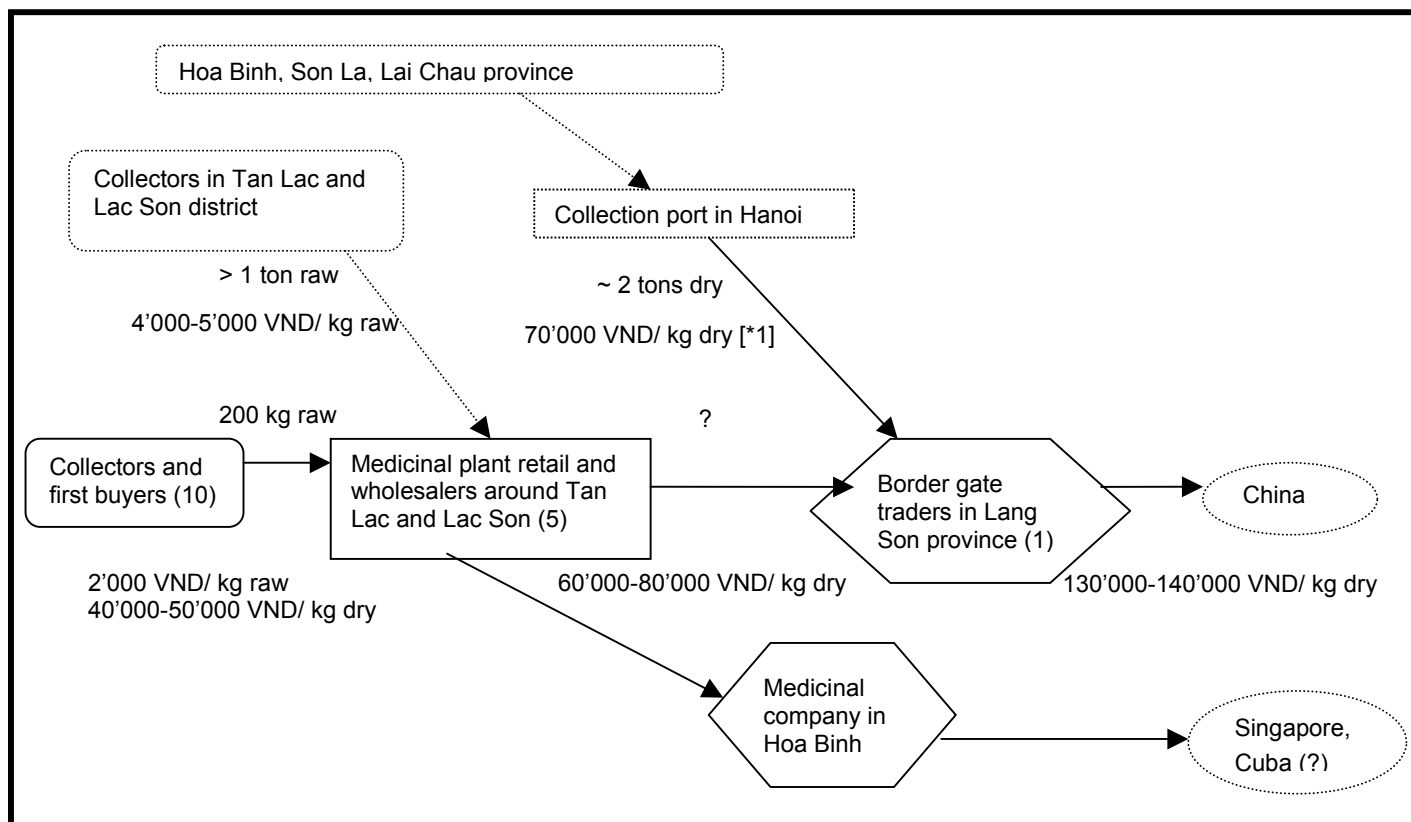 Hoa Binh, Son La, Lai Chau province
Collectors in Tan Lac and
Lac Son district
Collection port in Hanoi
> 1 ton raw
~ 2 tons dry
4’000-5’000 VND/ kg raw
70’000 VND/ kg dry [*1]
200 kg raw
?
Collectors and
first buyers (10)
Medicinal plant retail and
wholesalers around Tan
Lac and Lac Son (5)
Border gate
traders in Lang
Son province (1)
China
2’000 VND/ kg raw
40’000-50’000 VND/ kg dry
60’000-80’000 VND/ kg dry
130’000-140’000 VND/ kg dry
Medicinal
company in
Hoa Binh
Singapore,
Cuba (?)